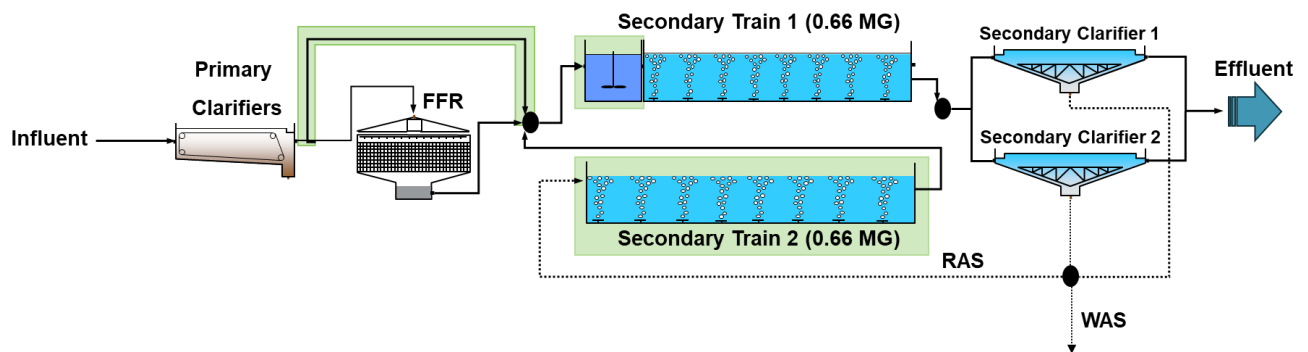 Secondary Train 1 (0.66 MG)
Secondary Clarifier 1
Primary
Clarifiers
FFR
Effluent
Influent
Secondary Clarifier 2
Secondary Train 2 (0.66 MG)
RAS
WAS